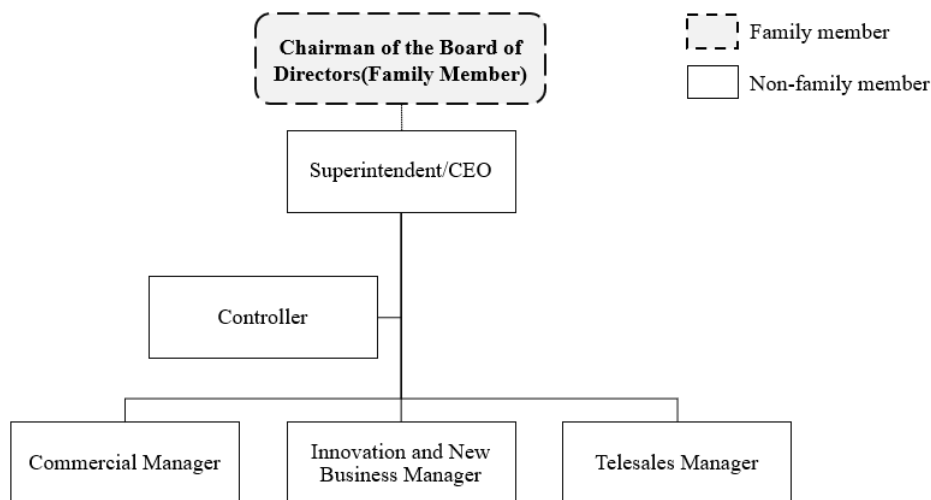 Chairman of the Board of
Directors(Family Member)
Family member
Non-family member
Superintendent/CEO
Controller
Commercial Manager
Innovation and New
Business Manager
Telesales Manager